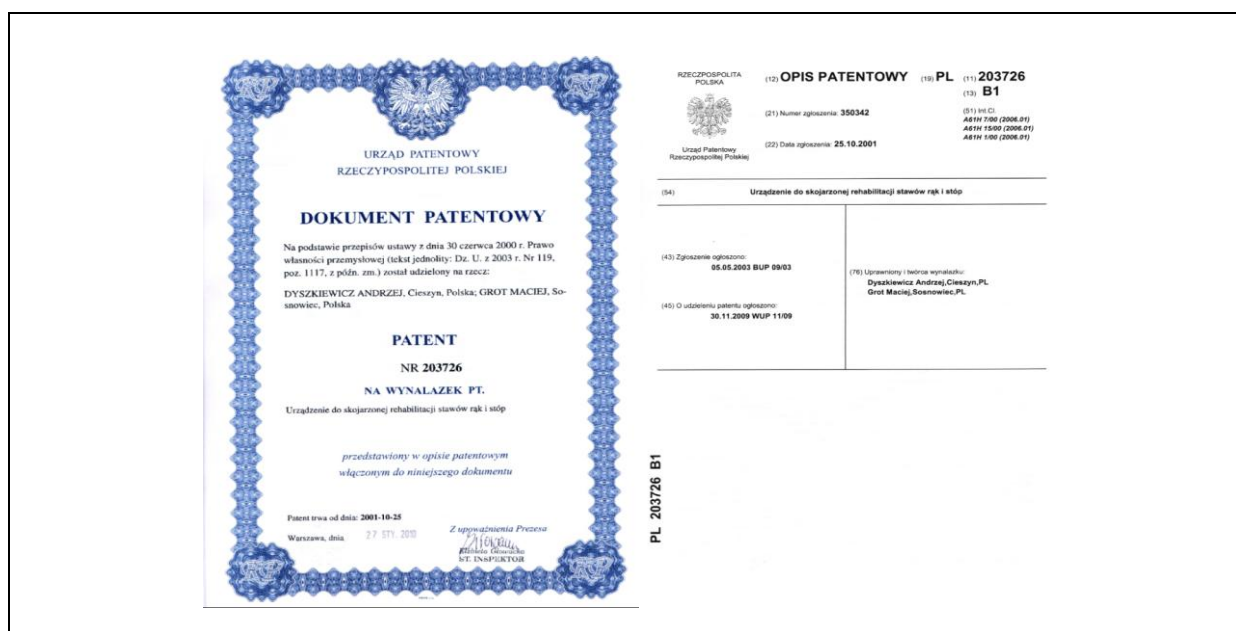 URZĄD PATENTOWY
RZECZYPOSPOLITEJ POLSKIEJ
DOKUMENT PATENTOWY
Na podstawie przepisów ustawy z dnia 30 czerwca 2000 r. Prawo
własności przemysłowej (tekst jednolity: Dz. U. z 2003 r. Nr 119,
poz. 1117, z późn. zm.) został udzielony na rzecz:
DYSZKIEWICZ ANDRZEJ, Cieszyn, Polska; GROT MACIEJ, So-
snowiec, Polska
PATENT
NR 203726
NA WYNALAZEK PT.
Urządzenie do skojarzonej rehabilitacji stawów rąk i stóp
przedstawiony w opisie patentowym
włączonym do niniejszego dokumentu
Patent trwa od dnia: 2001-10-25
Warszawa, dnia 27 STY. 2010
Z upoważnienia Prezesa
Elżbieta Głowacka
ST. INSPEKTOR
RZECZPOSPOLITA
POLSKA
Urząd Patentowy
Rzeczypospolitej Polskiej
(12) OPIS PATENTOWY (19) PL (11) 203726
(13) B1
(21) Numer zgłoszenia: 350342
(22) Data zgłoszenia: 25.10.2001
(51) Int.Cl.
A61H 7/00 (2006.01)
A61H 15/00 (2006.01)
A61H 1/00 (2006.01)
(54) Urządzenie do skojarzonej rehabilitacji stawów rąk i stóp
(43) Zgłoszenie ogłoszono:
05.05.2003 BUP 09/03
(45) O udzieleniu patentu ogłoszono:
30.11.2009 WUP 11/09
(76) Uprawniony i twórca wynalazku:
Dyszkiewicz Andrzej,Cieszyn,PL
Grot Maciej,Sosnowiec,PL
PL 203726 B1